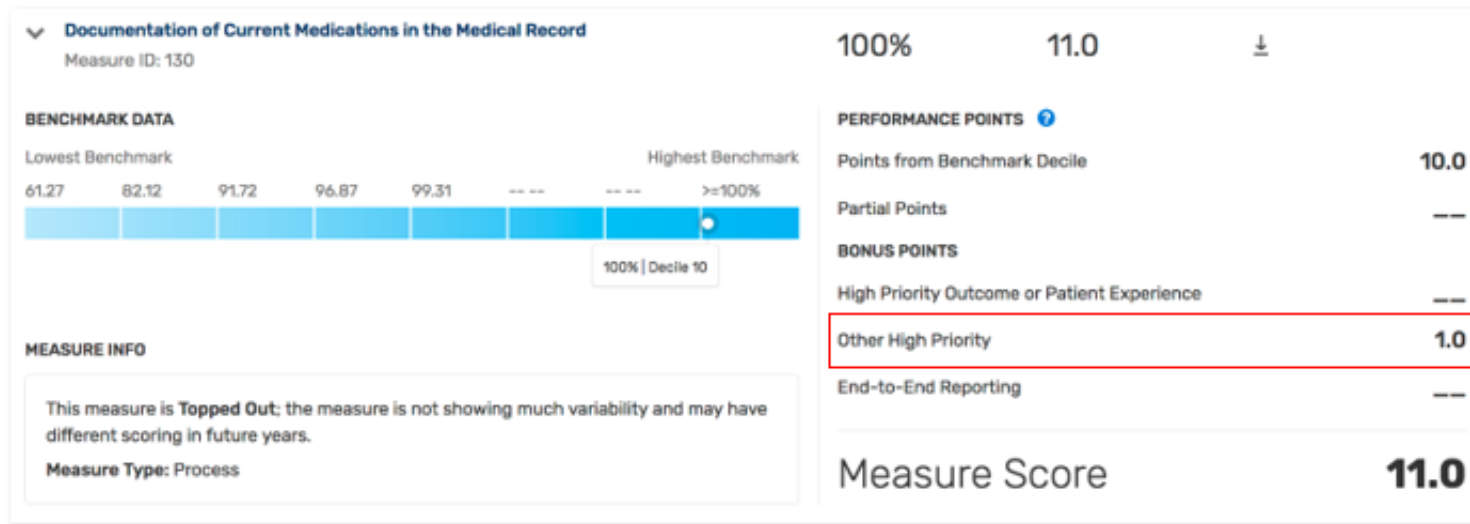 Documentation of Current Medications in the Medical Record
Measure ID: 130
100% 11.0
BENCHMARK DATA
Lowest Benchmark Highest Benchmark
61.27 82.12 91.72 96.87 99.31 -- -- -- -- >=100%
100% | Decile 10
MEASURE INFO
This measure is Topped Out; the measure is not showing much variability and may have
different scoring in future years.
Measure Type: Process
PERFORMANCE POINTS ?
Points from Benchmark Decile 10.0
Partial Points --
BONUS POINTS
High Priority Outcome or Patient Experience --
Other High Priority 1.0
End-to-End Reporting --
Measure Score 11.0